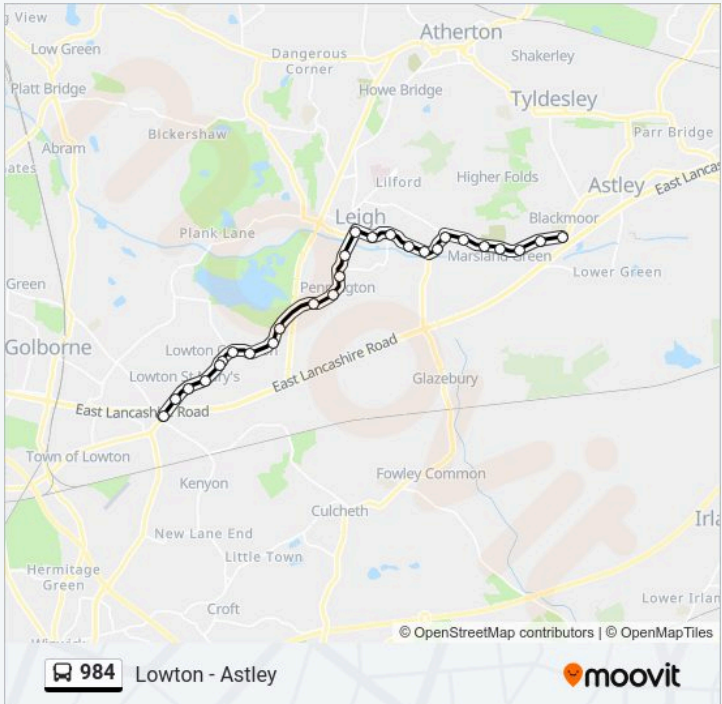 g View
Low Green
Platt Bridge
Atherton
Dangerous
Corner
Shakerley
Howe Bridge
Tyldesley
Abram
Bickershaw
Parr Bridge
ates
Lilford
Higher Folds
Astley
East Lancas
Leigh
Blackmoor
Plank Lane
Marsland Green
Lower Green
Green
Pennington
Golborne
Lowton St Mary's
East Lancashire Road
Glazebury
East Lancashire Road
Town of Lowton
Kenyon
Fowley Common
Culcheth
Irla
New Lane End
Little Town
Hermitage
Green
Lower Irlam
Croft
© OpenStreetMap contributors | © OpenMapTiles
984 Lowton - Astley
moovit